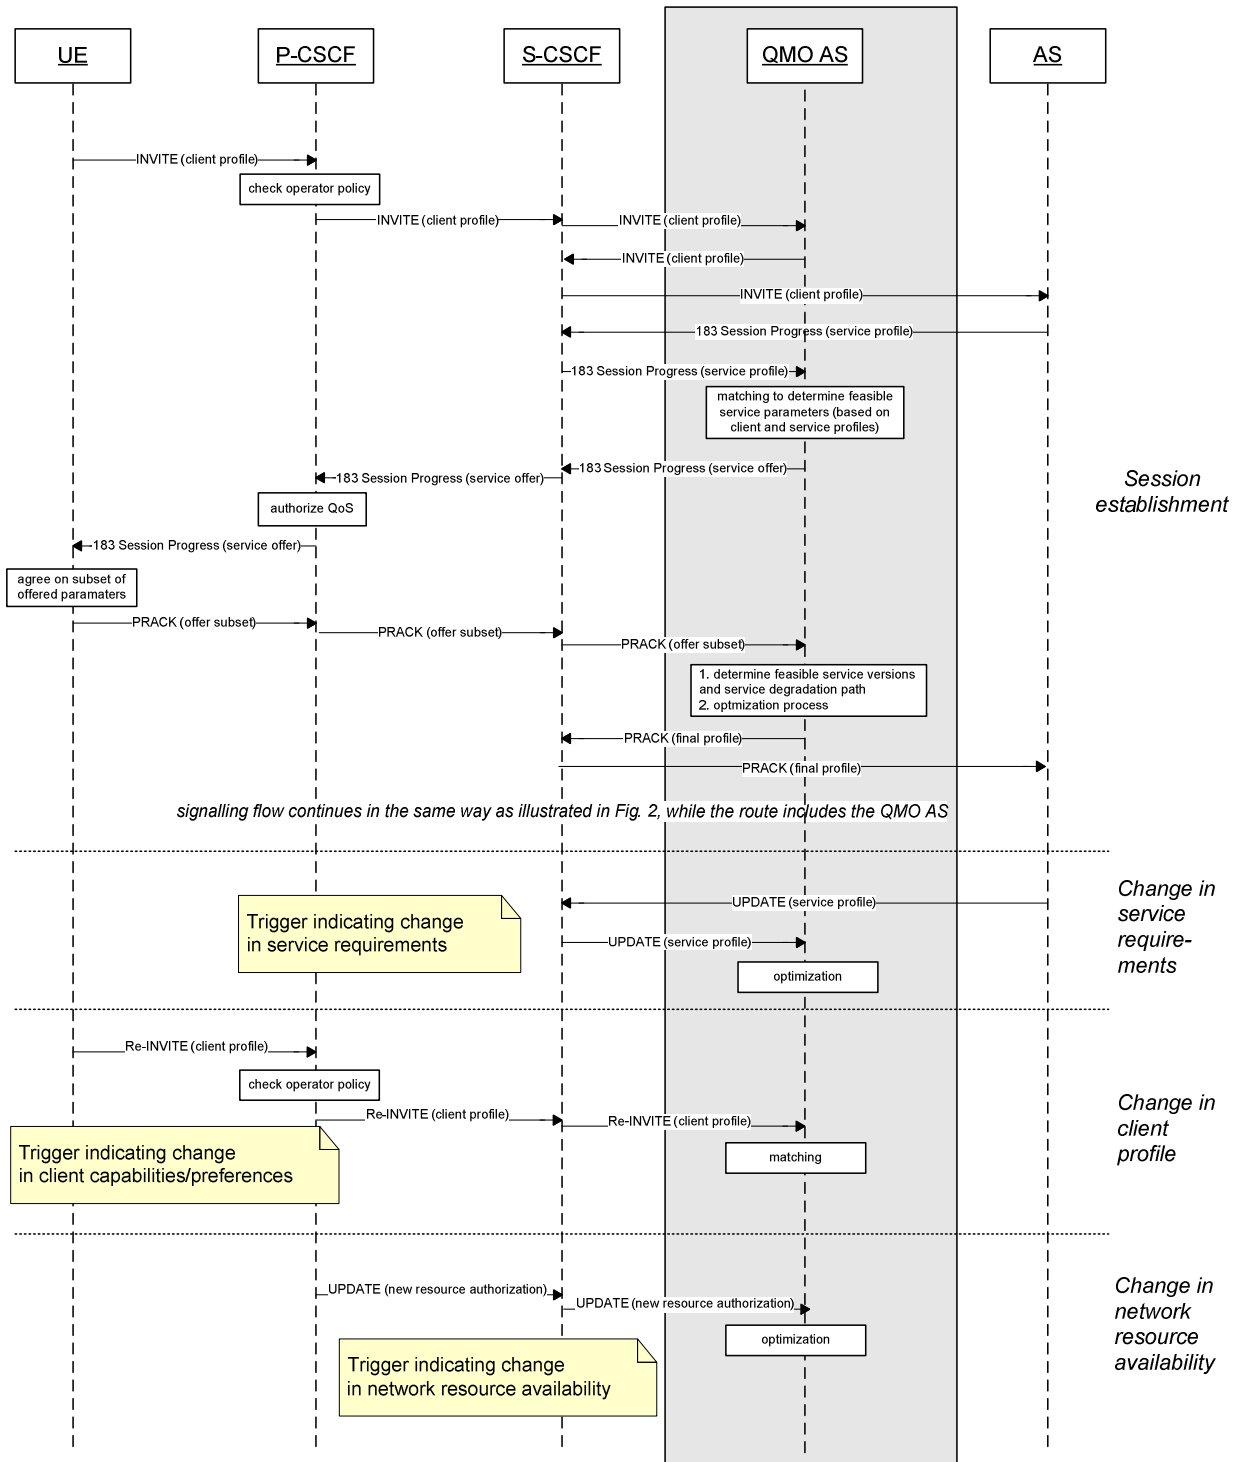 UE
P-CSCF
S-CSCF
QMO AS
AS
INVITE (client profile)
check operator policy
INVITE (client profile)
INVITE (client profile)
INVITE (client profile)
INVITE (client profile)
183 Session Progress (service profile)
183 Session Progress (service profile)
matching to determine feasible
service parameters (based on
client and service profiles)
183 Session Progress (service offer)
183 Session Progress (service offer)
Session
establishment
authorize QoS
183 Session Progress (service offer)
agree on subset of
offered paramaters
PRACK (offer subset)
PRACK (offer subset)
PRACK (offer subset)
1. determine feasible service versions
and service degradation path
2. optmization process
PRACK (final profile)
PRACK (final profile)
signalling flow continues in the same way as illustrated in Fig. 2, while the route includes the QMO AS
Change in
service
require-
ments
UPDATE (service profile)
Trigger indicating change
in service requirements
UPDATE (service profile)
optimization
Re-INVITE (client profile)
check operator policy
Re-INVITE (client profile)
Re-INVITE (client profile)
Change in
client
profile
Trigger indicating change
in client capabilities/preferences
matching
UPDATE (new resource authorization)
UPDATE (new resource authorization)
Change in
network
resource
availability
optimization
Trigger indicating change
in network resource availability